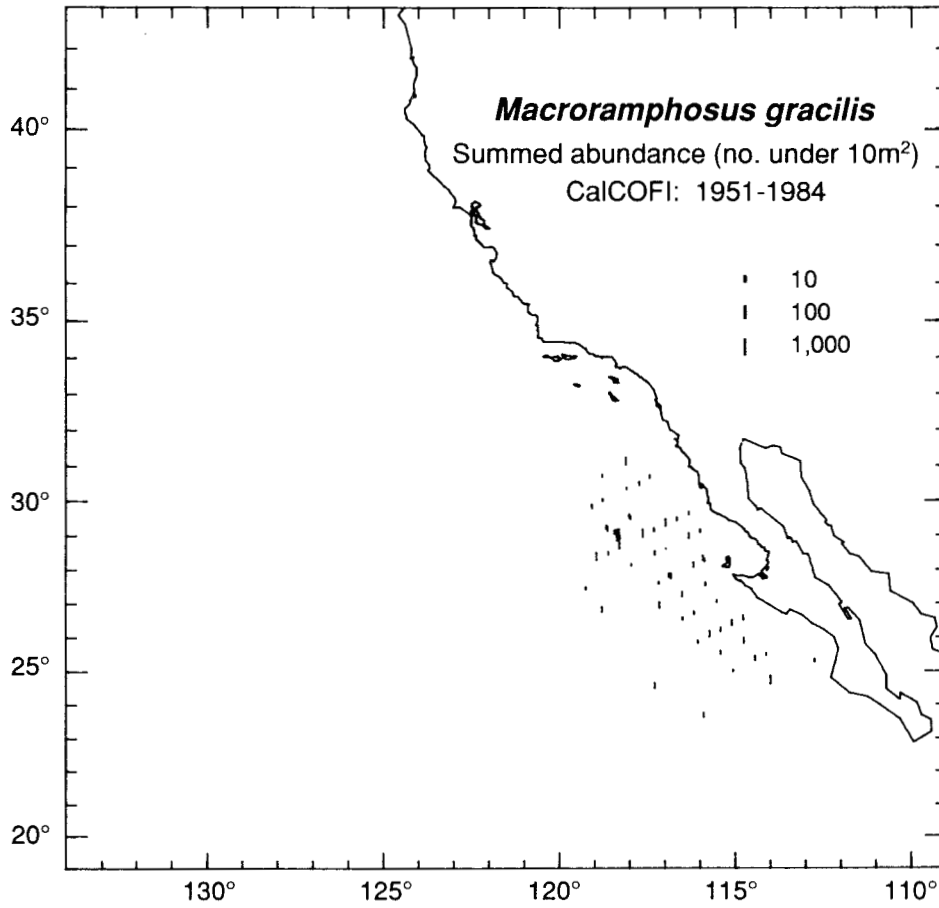 Macroramphosus gracilis
Summed abundance (no. under 10m²)
CalCOFI: 1951-1984
10
100
1,000
40°
35°
30°
25°
20°
130° 125° 120° 115° 110°